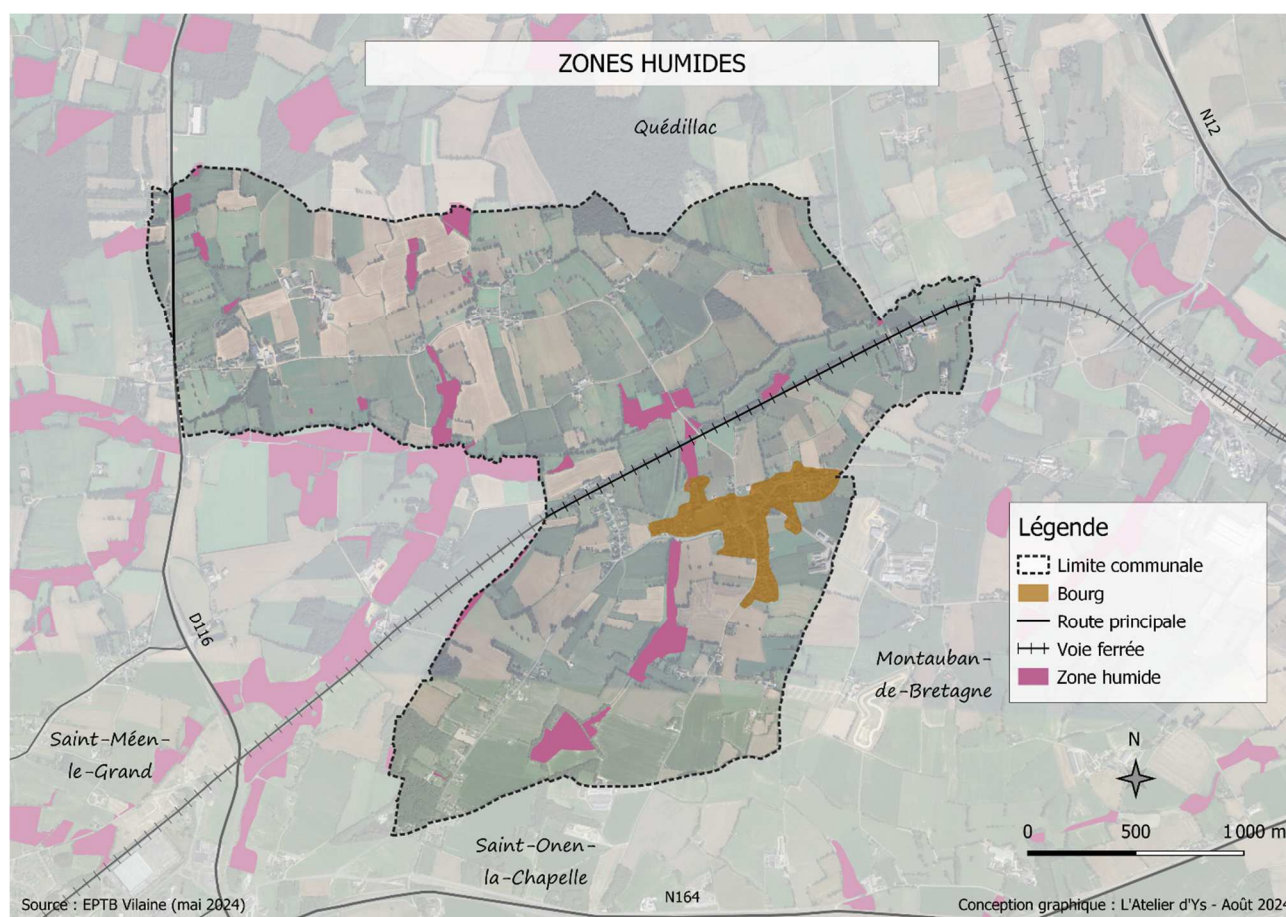 ZONES HUMIDES
Quédillac
N12
D116
Légende
Limite communale
Bourg
Route principale
Voie ferrée
Zone humide
Montauban-
de-Bretagne
Saint-Méen-
le-Grand
N
0 500 1 000 m
Saint-Onen-
la-Chapelle
N164
Source : EPTB Vilaine (mai 2024)
Conception graphique : L'Atelier d'Ys - Août 2024